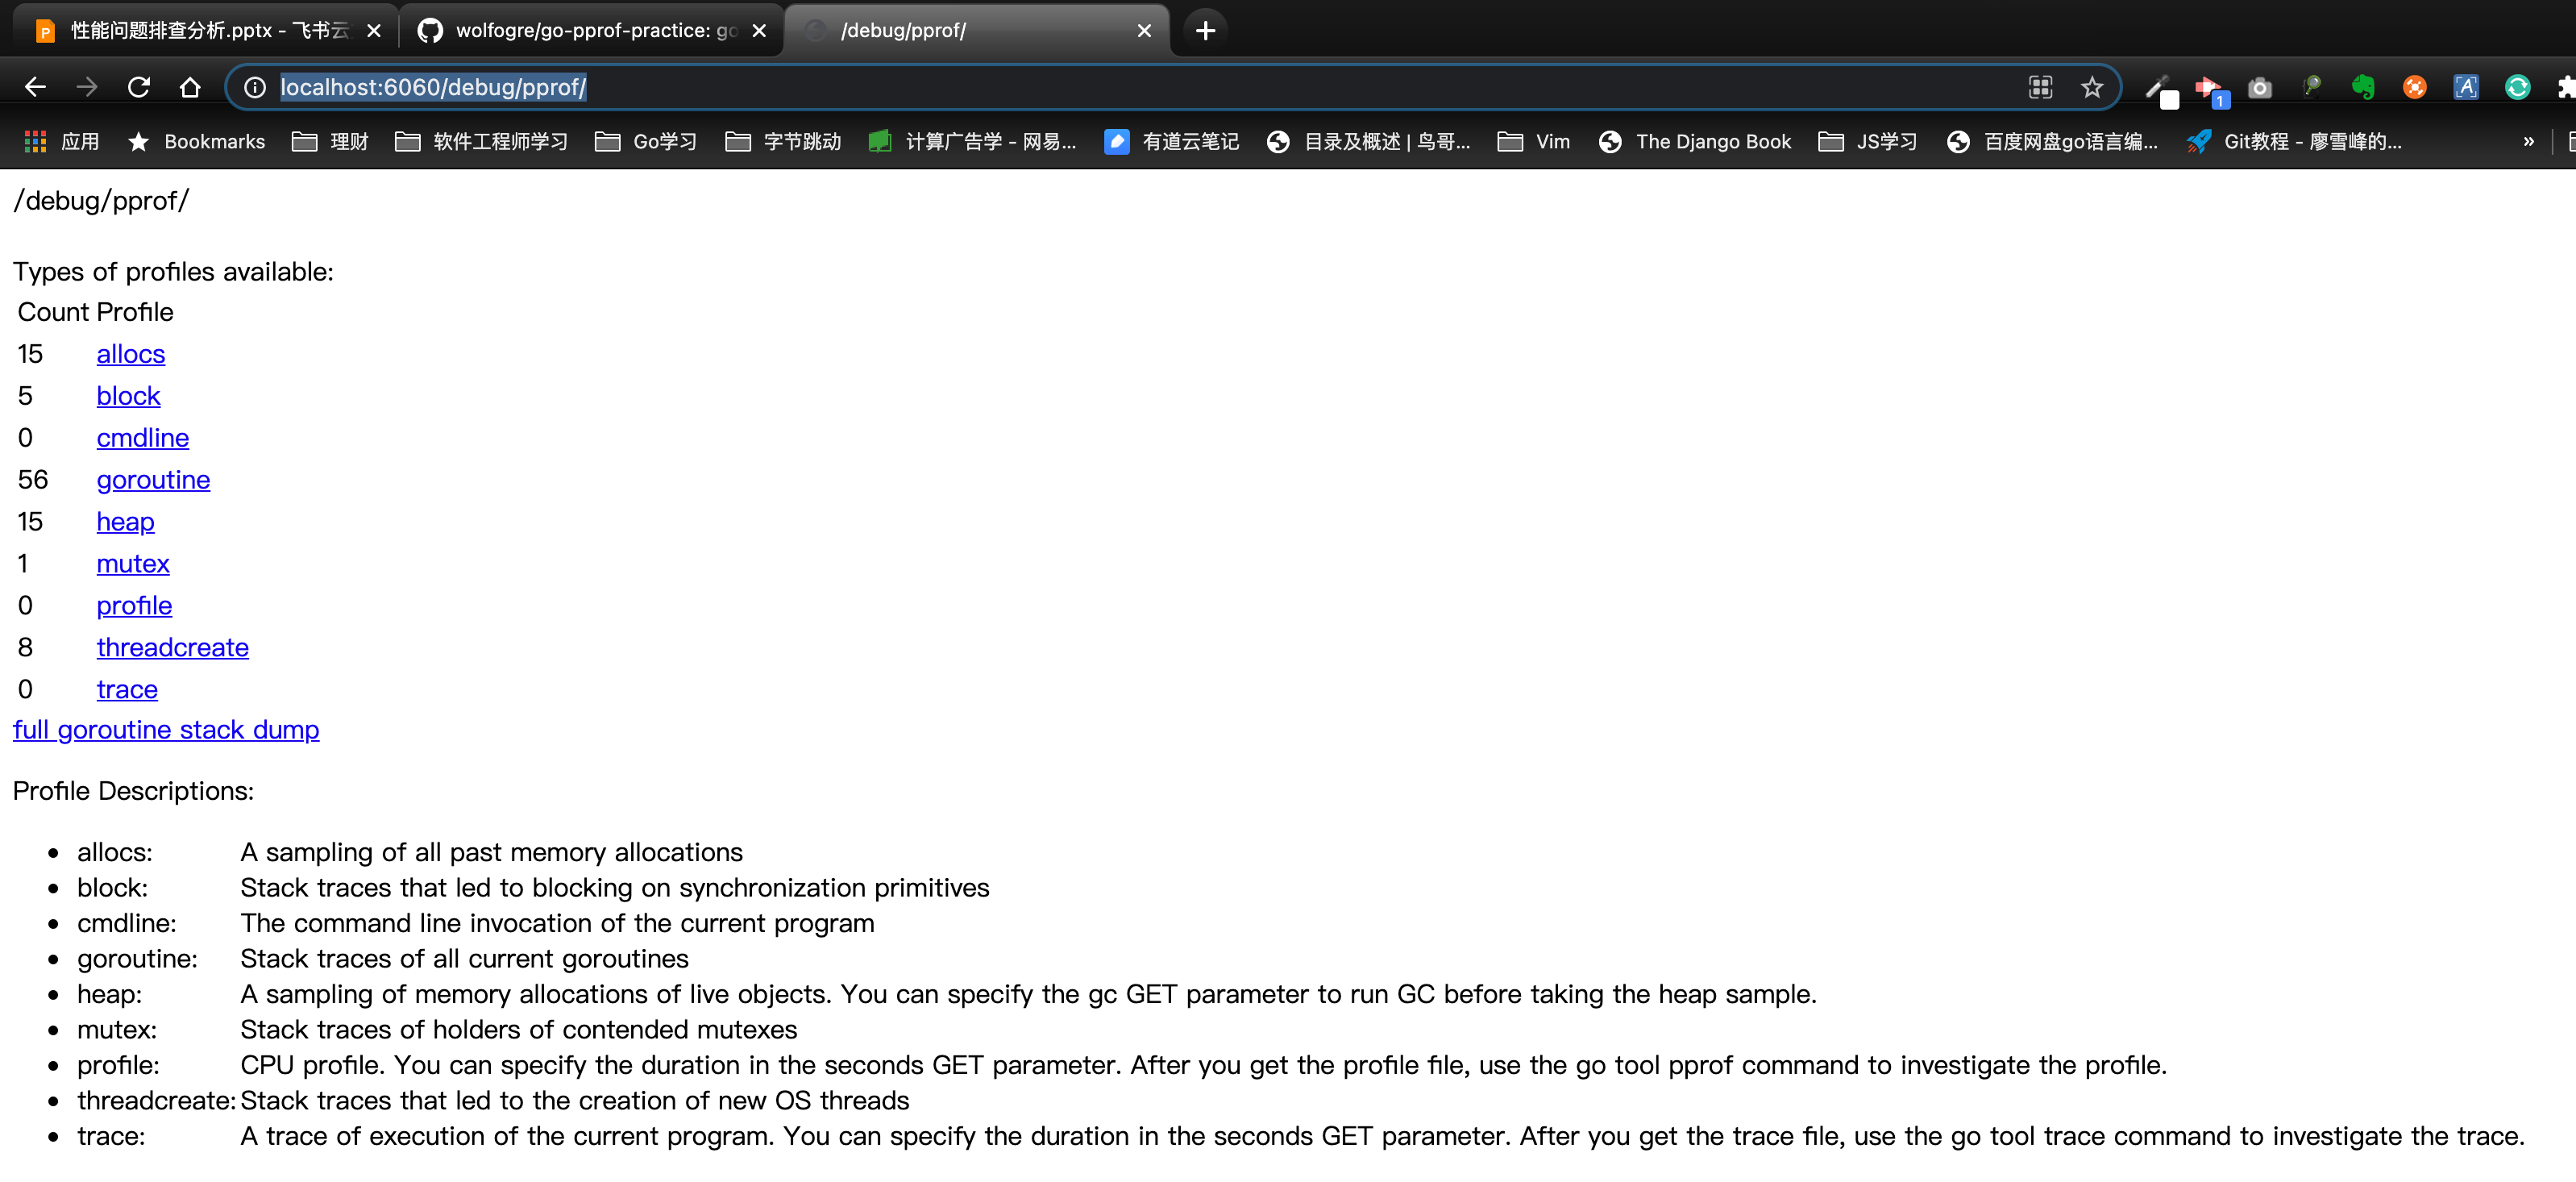 性能问题排查分析.pptx - 飞书云
wolfogre/go-pprof-practice: go
/debug/pprof/
localhost:6060/debug/pprof/
1
应用 Bookmarks 理财 软件工程师学习 Go学习 字节跳动 计算广告学 - 网易... 有道云笔记 目录及概述 | 鸟哥... Vim The Django Book JS学习 百度网盘go语言编... Git教程 - 廖雪峰的... »
/debug/pprof/
Types of profiles available:
Count Profile
15 allocs
5 block
0 cmdline
56 goroutine
15 heap
1 mutex
0 profile
8 threadcreate
0 trace
full goroutine stack dump
Profile Descriptions:
• allocs: A sampling of all past memory allocations
• block: Stack traces that led to blocking on synchronization primitives
• cmdline: The command line invocation of the current program
• goroutine: Stack traces of all current goroutines
• heap: A sampling of memory allocations of live objects. You can specify the gc GET parameter to run GC before taking the heap sample.
• mutex: Stack traces of holders of contended mutexes
• profile: CPU profile. You can specify the duration in the seconds GET parameter. After you get the profile file, use the go tool pprof command to investigate the profile.
• threadcreate: Stack traces that led to the creation of new OS threads
• trace: A trace of execution of the current program. You can specify the duration in the seconds GET parameter. After you get the trace file, use the go tool trace command to investigate the trace.